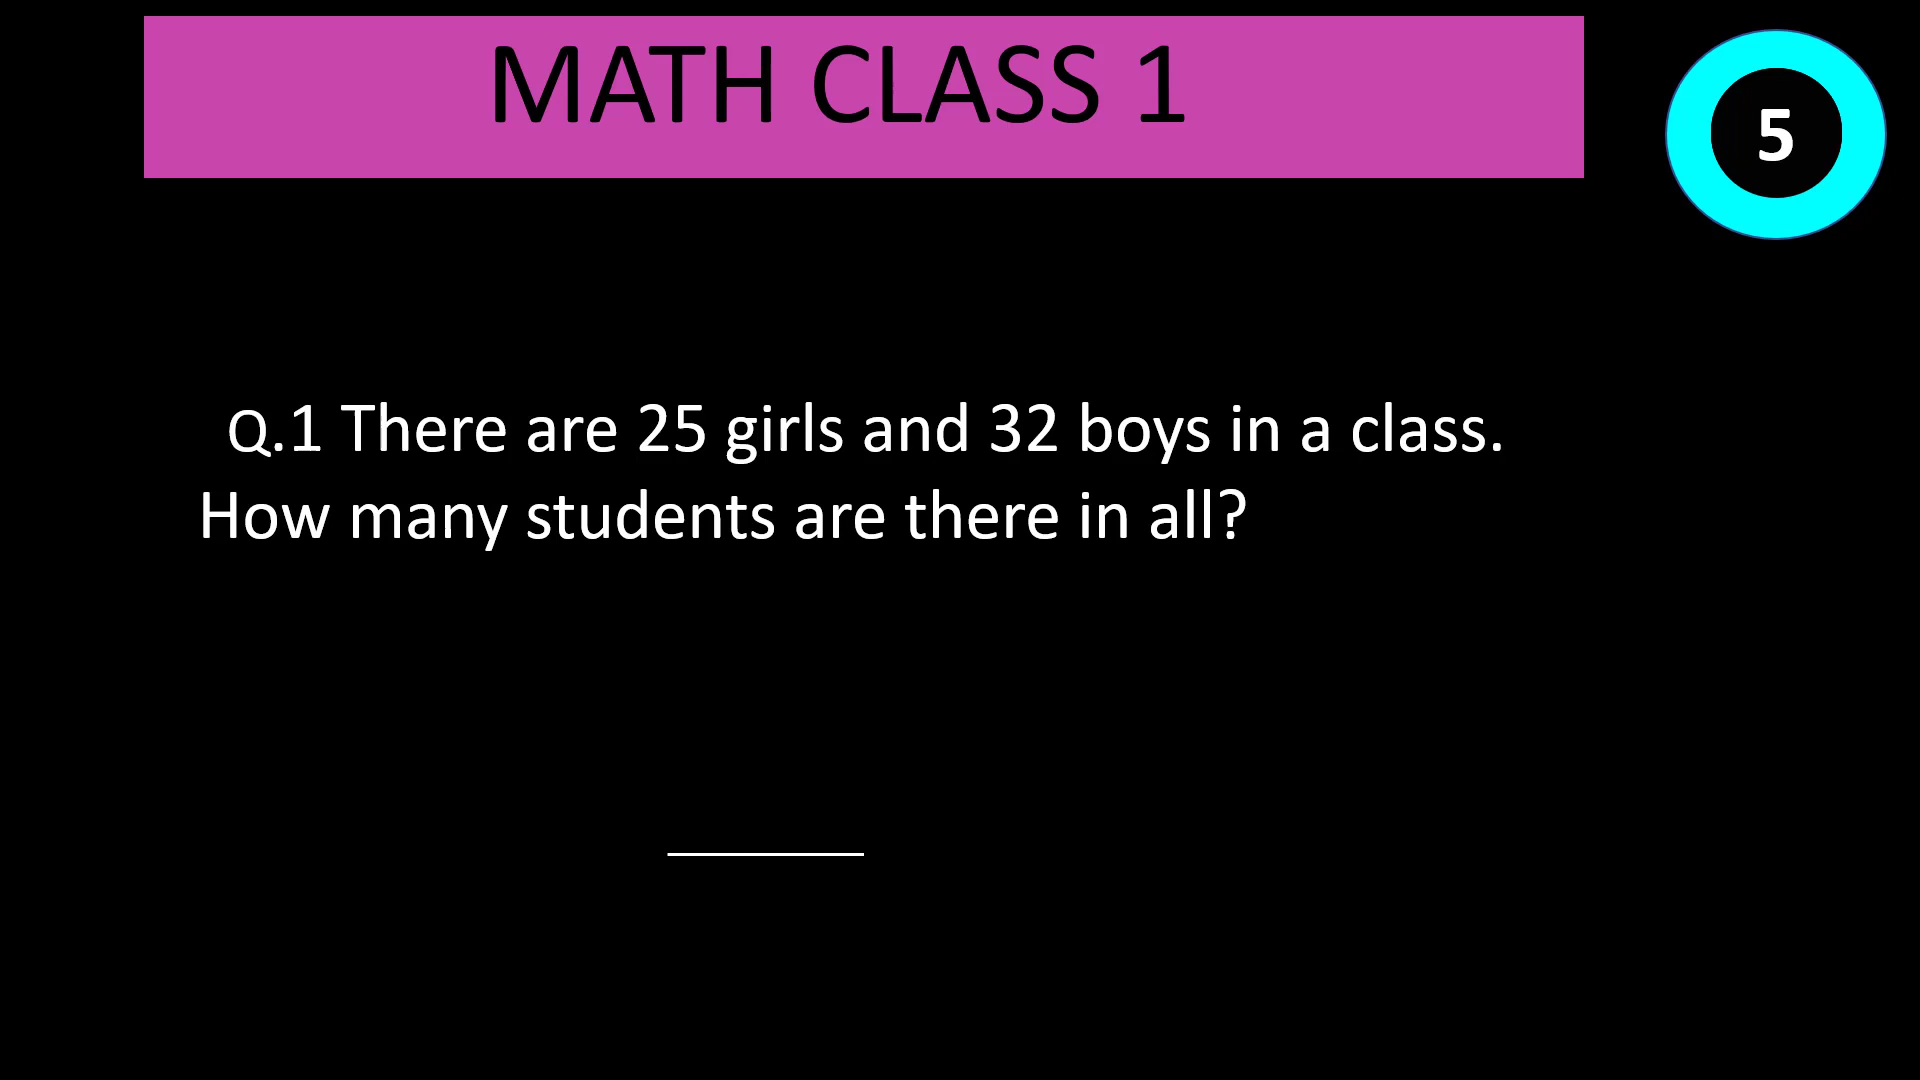 MATH CLASS 1
5
Q.1 There are 25 girls and 32 boys in a class.
How many students are there in all?